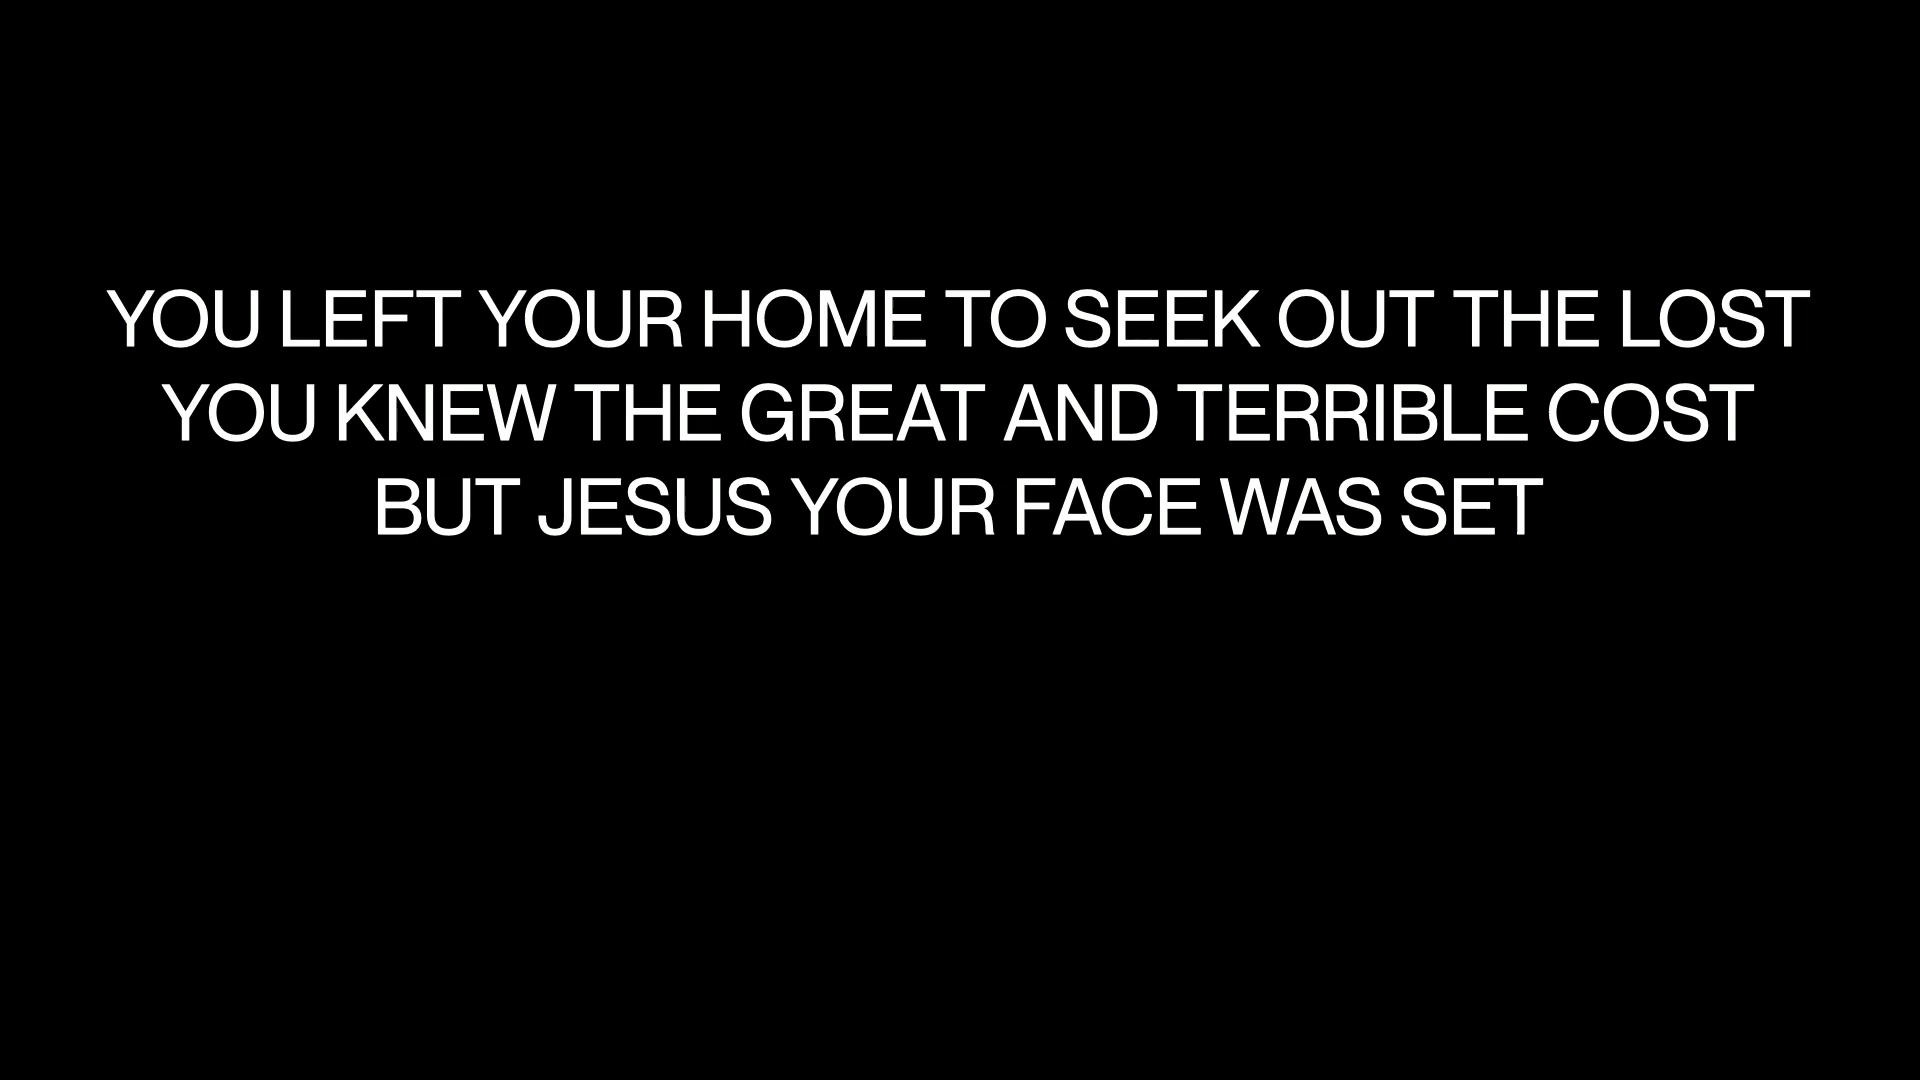 YOU LEFT YOUR HOME TO SEEK OUT THE LOST
YOU KNEW THE GREAT AND TERRIBLE COST
BUT JESUS YOUR FACE WAS SET